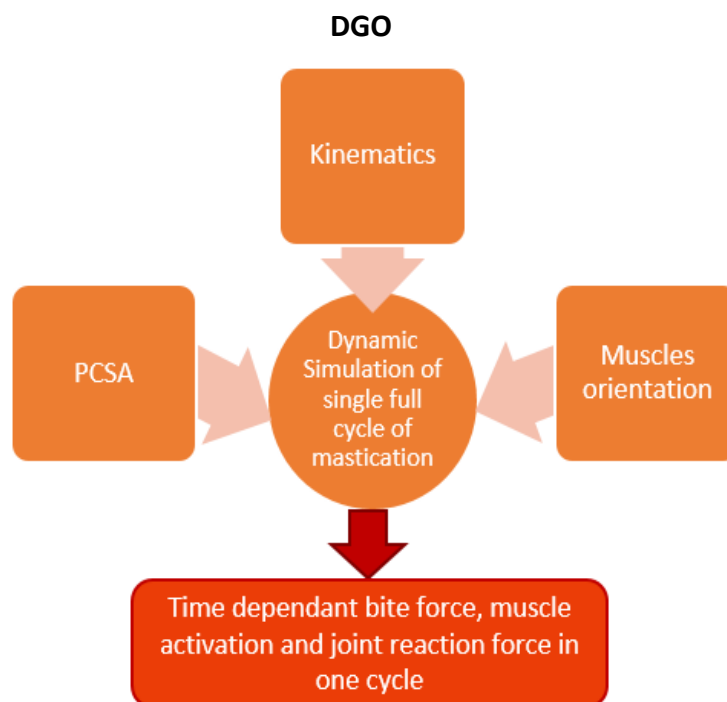 DGO
Kinematics
PCSA
Dynamic
Simulation of
single full
cycle of
mastication
Muscles
orientation
Time dependant bite force, muscle
activation and joint reaction force in
one cycle